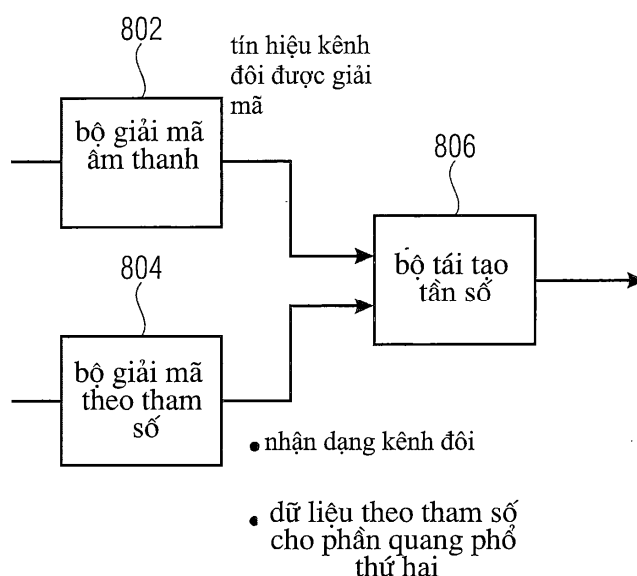 802
tín hiệu kênh
đôi được giải
mã
bộ giải mã
âm thanh
806
bộ tái tạo
tần số
804
bộ giải mã
theo tham
số
• nhận dạng kênh đôi
• dữ liệu theo tham số
cho phần quang phổ
thứ hai